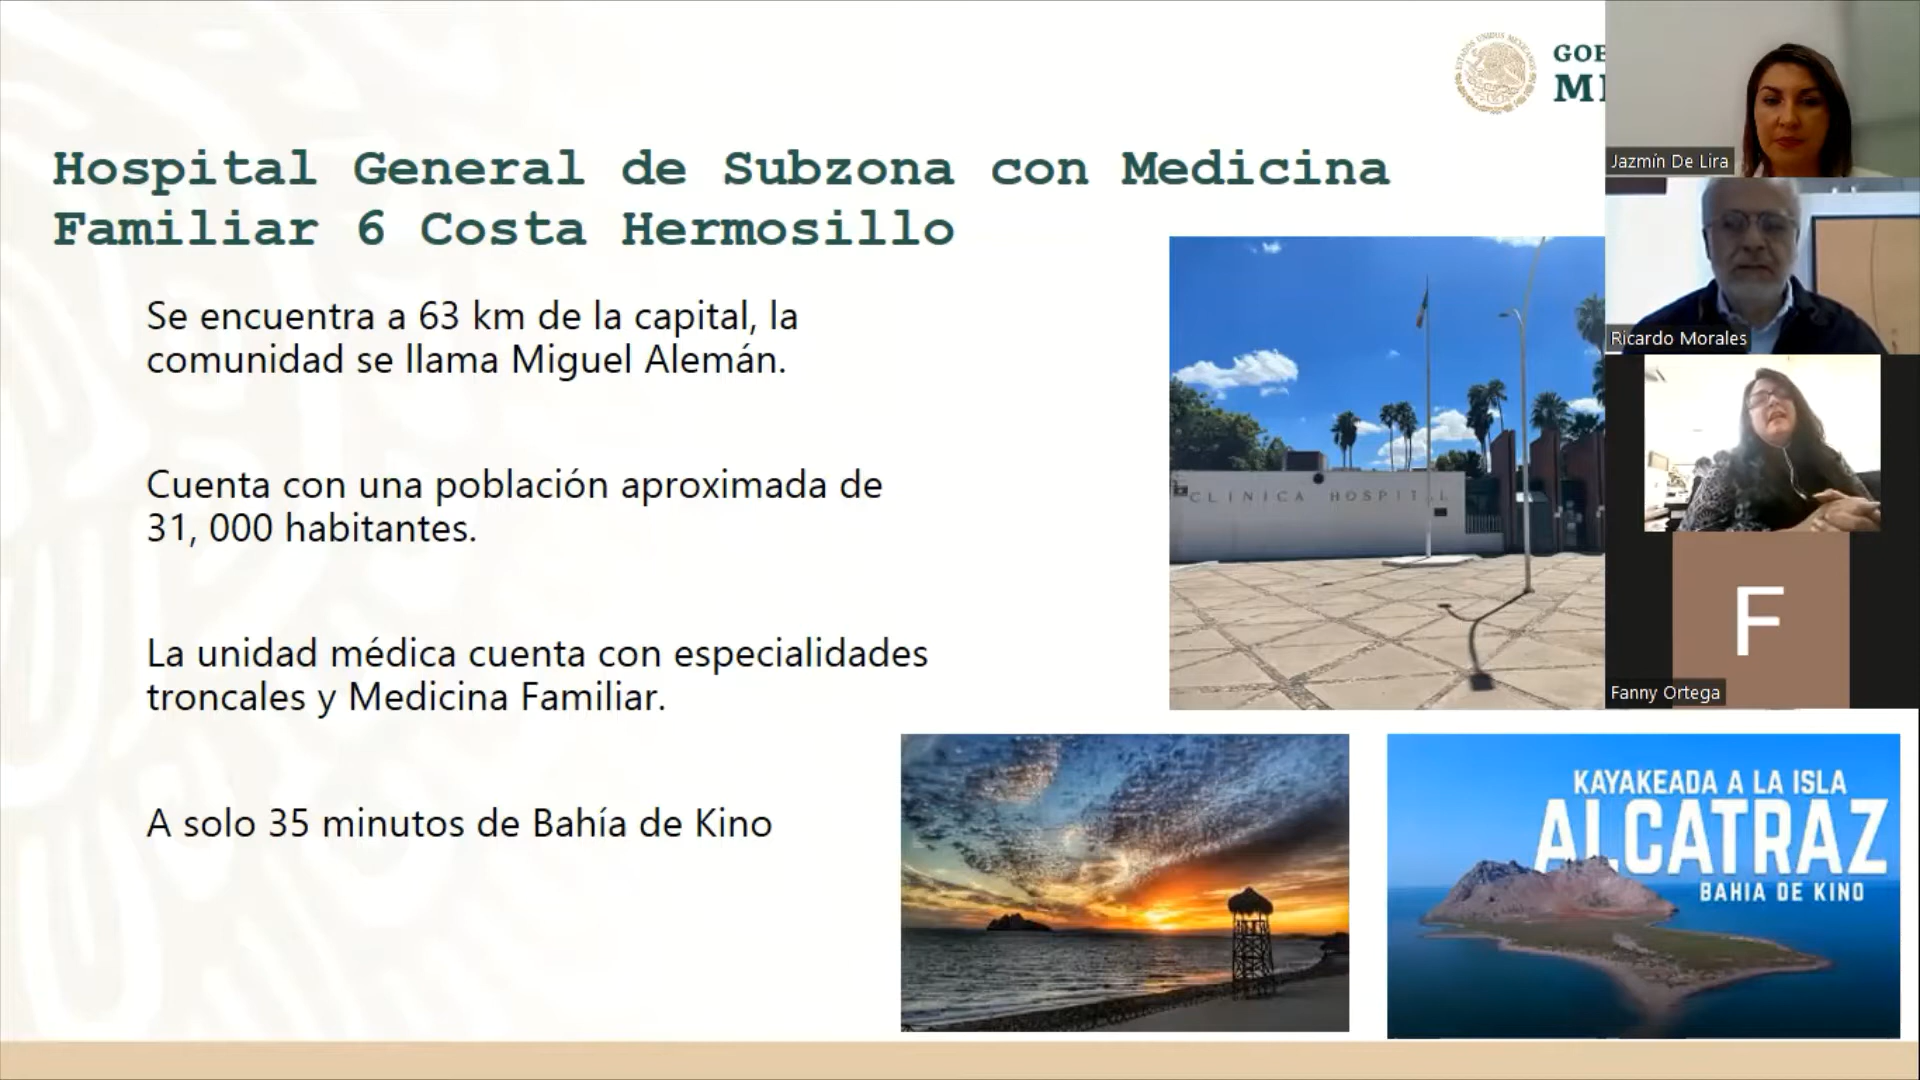 GOB
Hospital General de Subzona con Medicina
Familiar 6 Costa Hermosillo
Se encuentra a 63 km de la capital, la
comunidad se llama Miguel Alemán.
Cuenta con una población aproximada de
31, 000 habitantes.
La unidad médica cuenta con especialidades
troncales y Medicina Familiar.
A solo 35 minutos de Bahía de Kino
CLINICA HOSPITAL
KAYAKEADA A LA ISLA
ALCATRAZ
BAHIA DE KINO
Jazmín De Lira
Ricardo Morales
F
Fanny Ortega